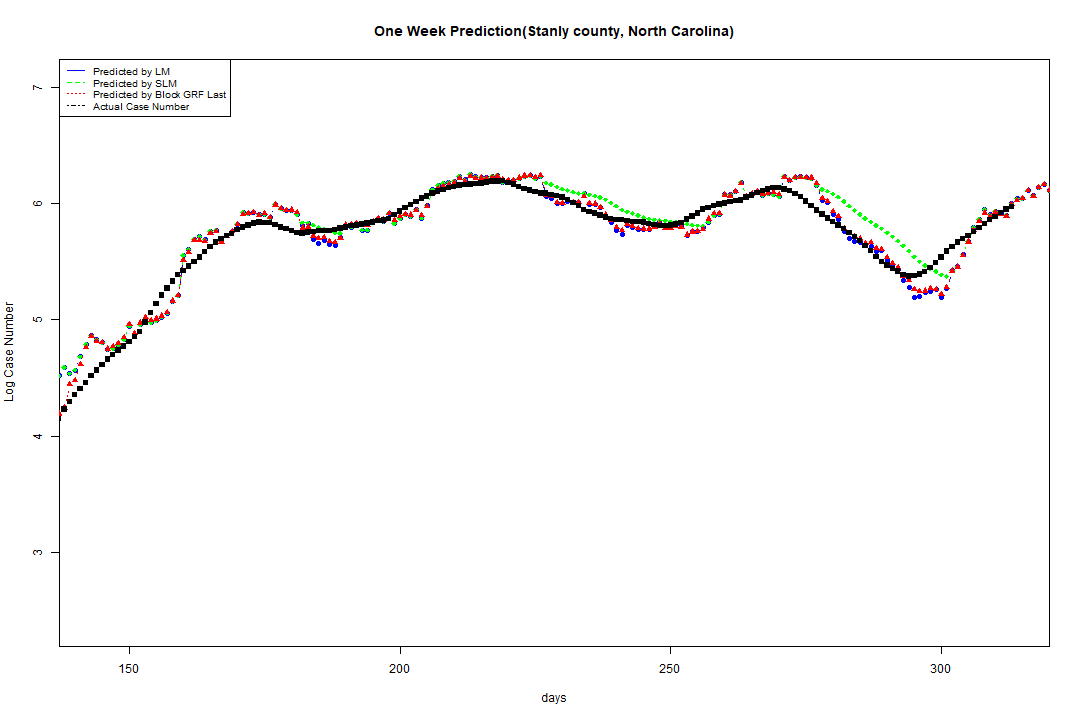 One Week Prediction(Stanly county, North Carolina)
Predicted by LM
Predicted by SLM
Predicted by Block GRF Last
Actual Case Number
7
6
5
4
3
Log Case Number
150 200 250 300
days